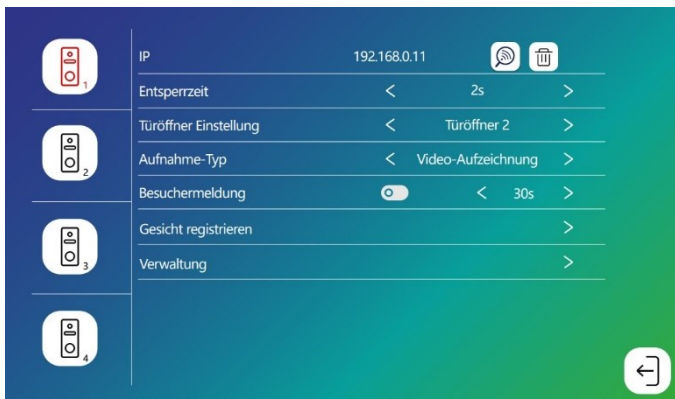 1
IP 192.168.0.11
Entsperrzeit < 2s >
2
Türöffner Einstellung < Türöffner 2 >
Aufnahme-Typ < Video-Aufzeichnung >
Besuchermeldung < 30s >
3
Gesicht registrieren >
Verwaltung >
4